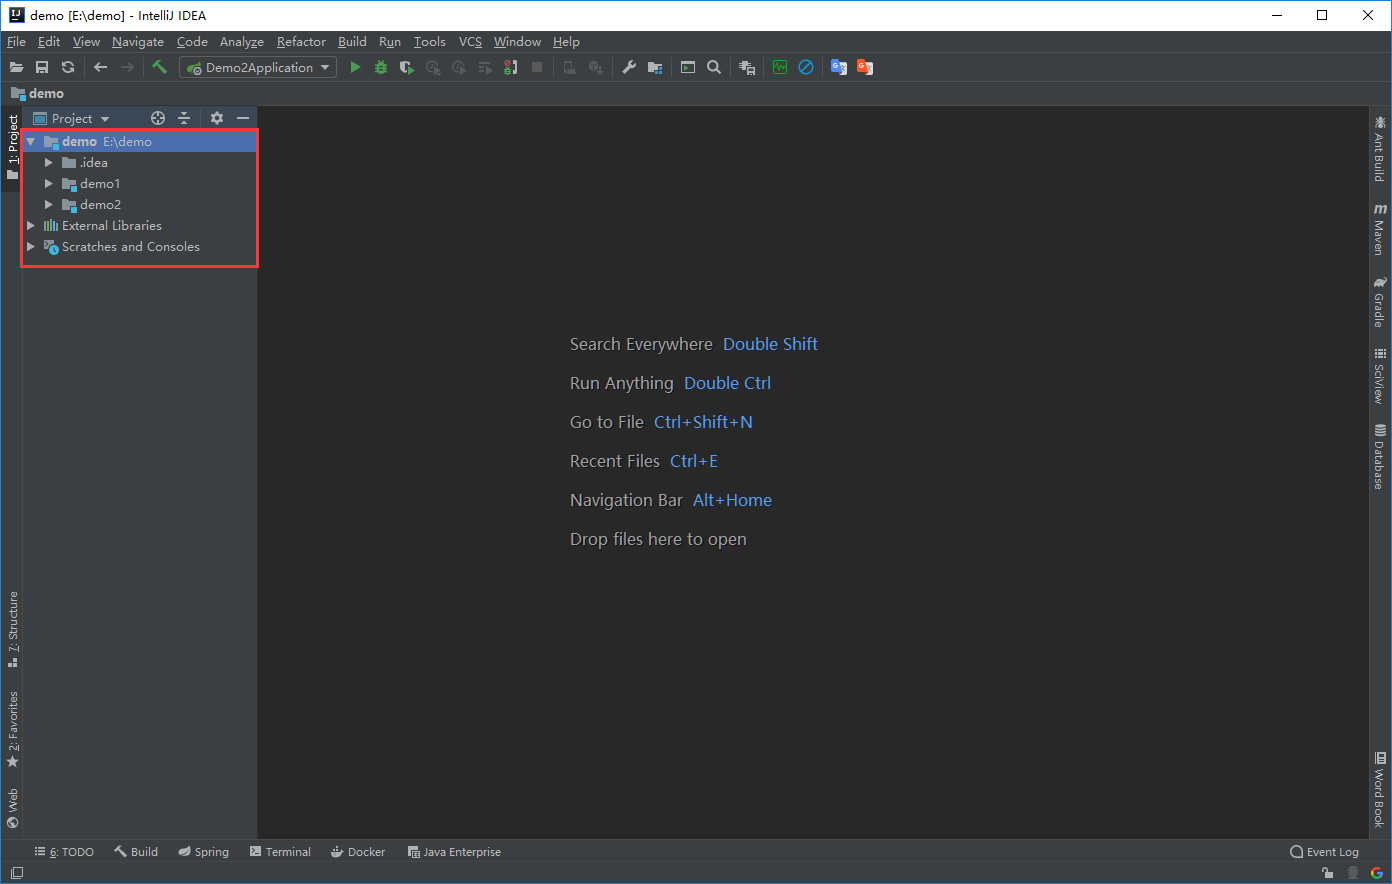 demo [E:\demo] - IntelliJ IDEA
File Edit View Navigate Code Analyze Refactor Build Run Tools VCS Window Help
Demo2Application
demo
Project
demo E:\demo
.idea
demo1
demo2
External Libraries
Scratches and Consoles
1: Project
7: Structure
2: Favorites
Web
Search Everywhere Double Shift
Run Anything Double Ctrl
Go to File Ctrl+Shift+N
Recent Files Ctrl+E
Navigation Bar Alt+Home
Drop files here to open
Ant Build
Maven
Gradle
SciView
Database
Word Book
6: TODO Build Spring Terminal Docker Java Enterprise Event Log